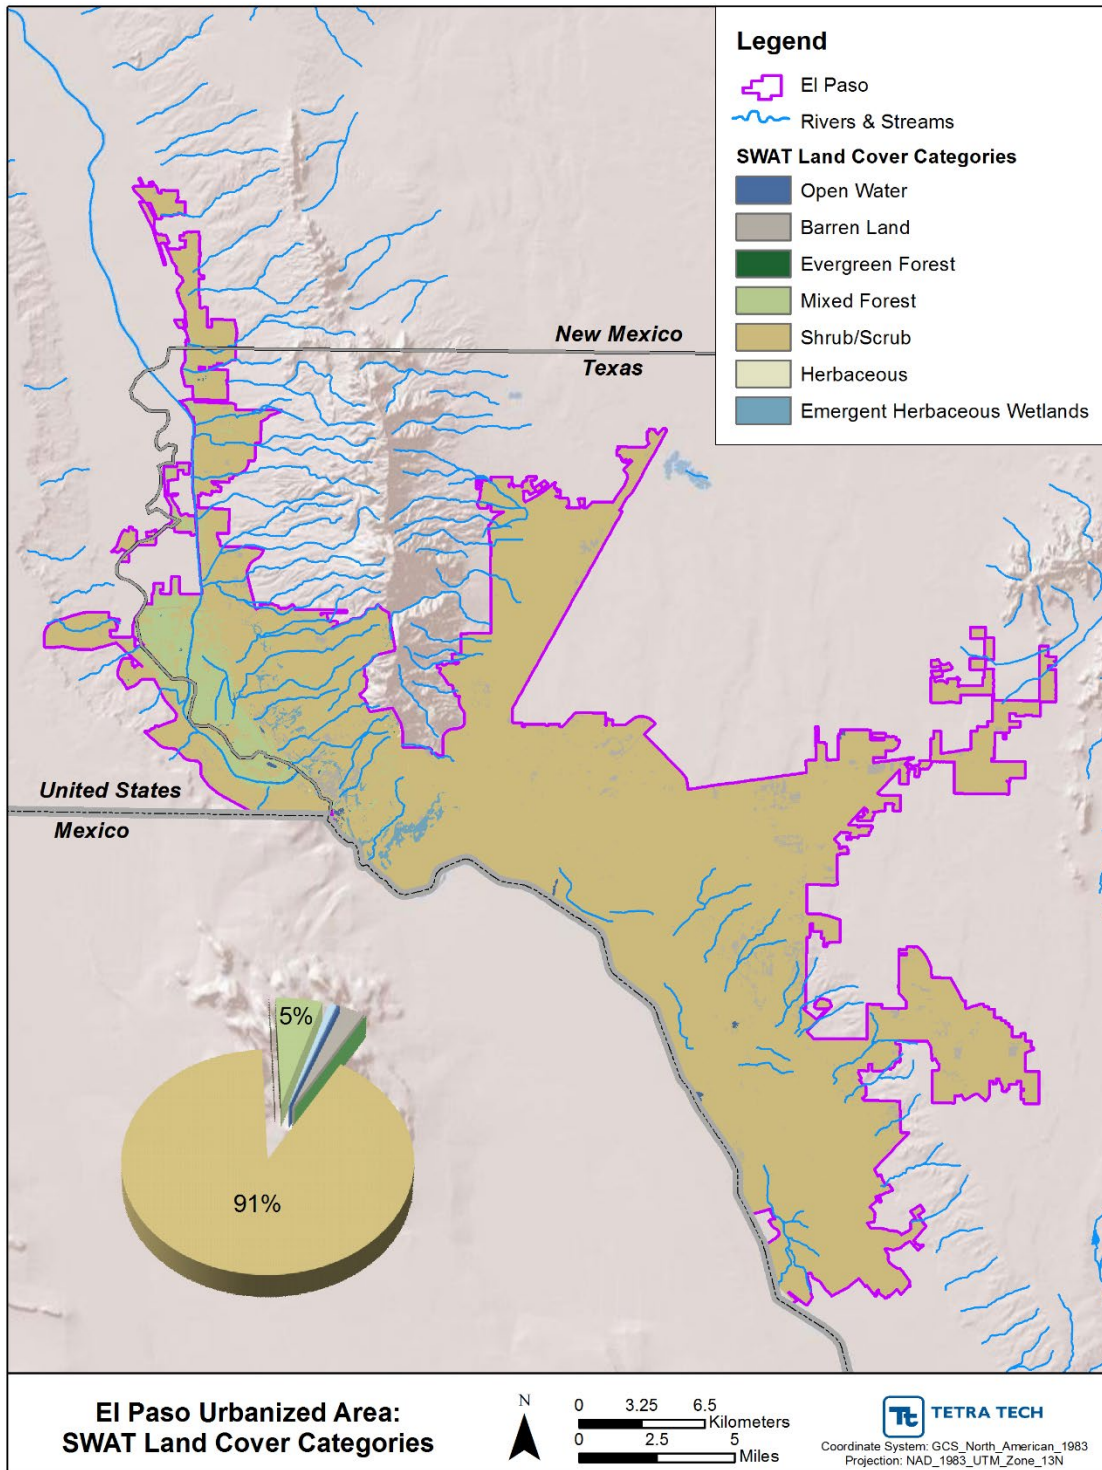 Legend
El Paso
Rivers & Streams
SWAT Land Cover Categories
Open Water
Barren Land
Evergreen Forest
Mixed Forest
Shrub/Scrub
Herbaceous
Emergent Herbaceous Wetlands
New Mexico
Texas
United States
Mexico
5%
91%
El Paso Urbanized Area:
SWAT Land Cover Categories
N
0 3.25 6.5
Kilometers
0 2.5 5
Miles
Tt TETRA TECH
Coordinate System: GCS_North_American_1983
Projection: NAD_1983_UTM_Zone_13N